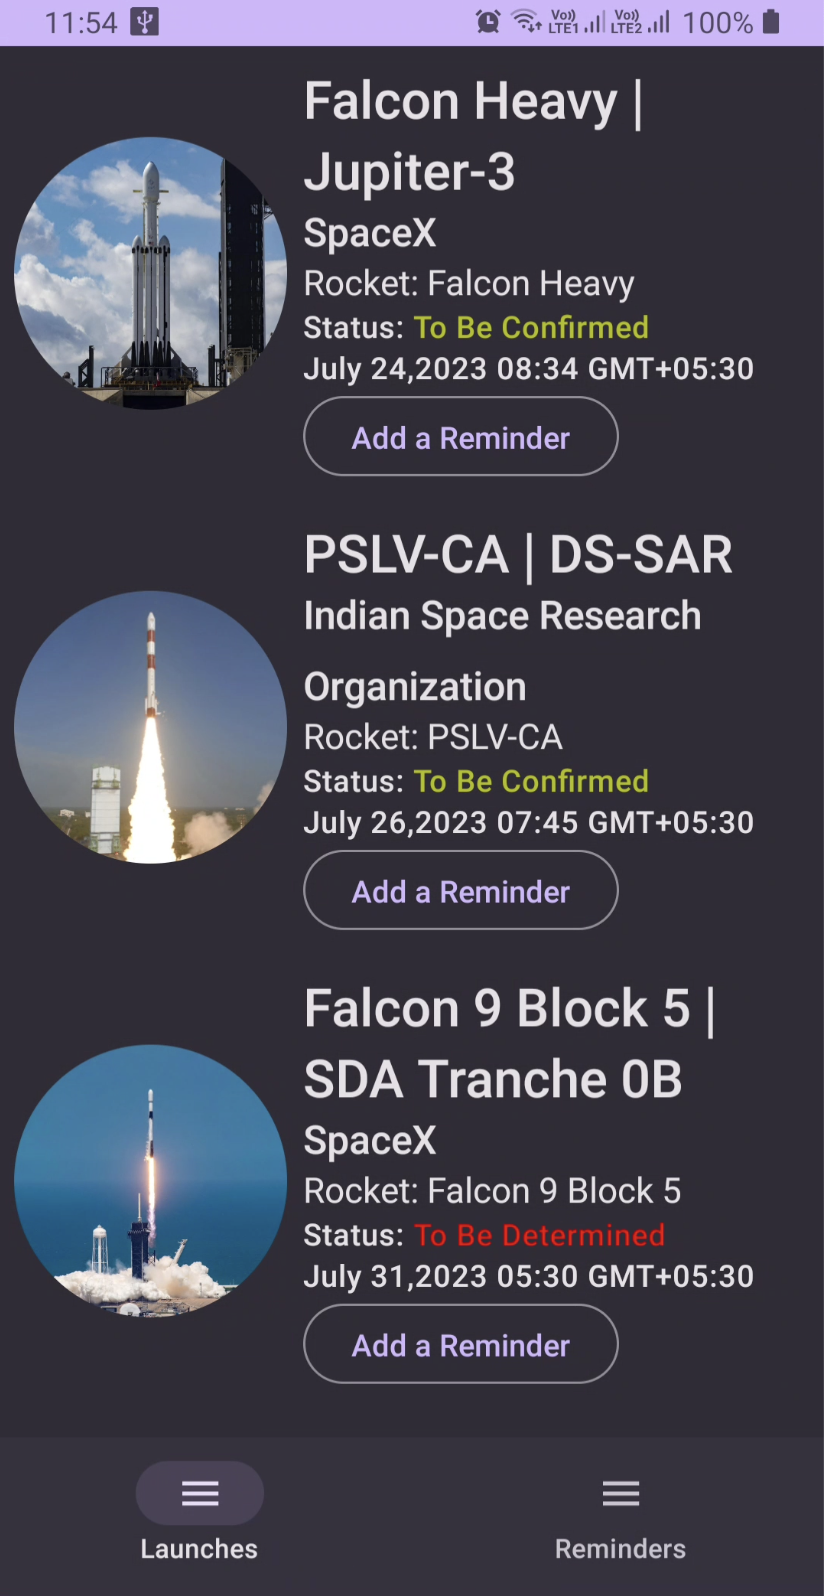 11:54
Vo)) LTE1 Vo)) LTE2 100%
Falcon Heavy |
Jupiter-3
SpaceX
Rocket: Falcon Heavy
Status: To Be Confirmed
July 24,2023 08:34 GMT+05:30
Add a Reminder
PSLV-CA | DS-SAR
Indian Space Research
Organization
Rocket: PSLV-CA
Status: To Be Confirmed
July 26,2023 07:45 GMT+05:30
Add a Reminder
Falcon 9 Block 5 |
SDA Tranche 0B
SpaceX
Rocket: Falcon 9 Block 5
Status: To Be Determined
July 31,2023 05:30 GMT+05:30
Add a Reminder
Launches
Reminders